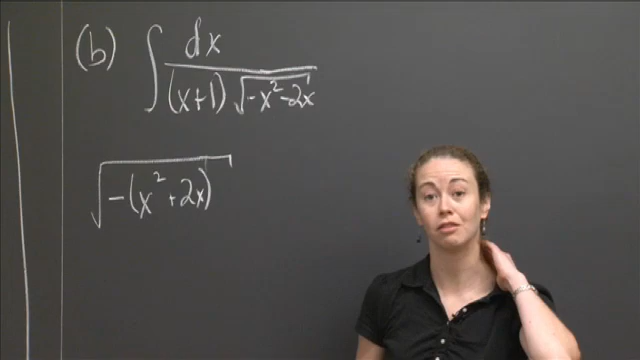 (b) ∫ dx / (x+1) √(-x² - 2x)
√(-(x² + 2x))